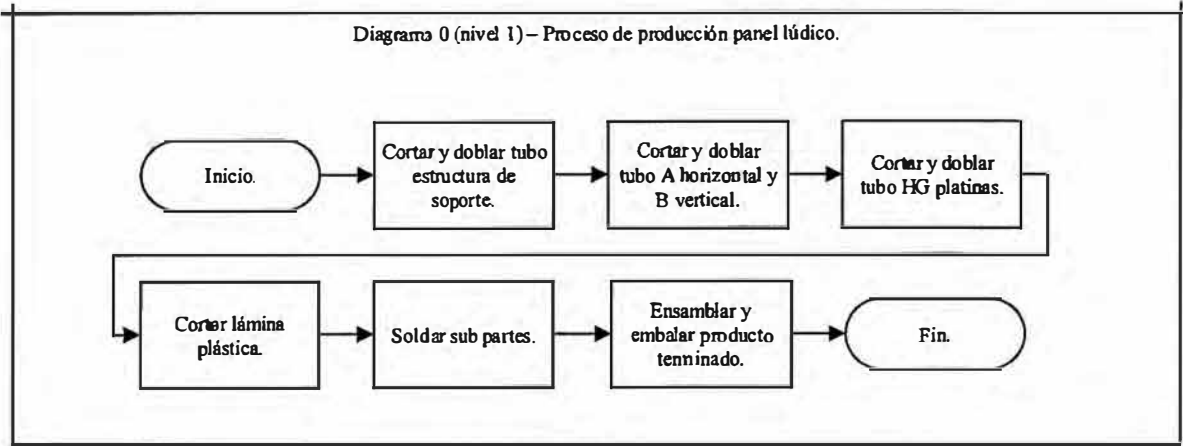 Diagrama 0 (nivel 1) – Proceso de producción panel lúdico.
Inicio.
Cortar y doblar tubo
estructura de
soporte.
Cortar y doblar
tubo A horizontal y
B vertical.
Cortar y doblar
tubo HG platinas.
Cortar lámina
plástica.
Soldar sub partes.
Ensamblar y
embalar producto
tenninado.
Fin.